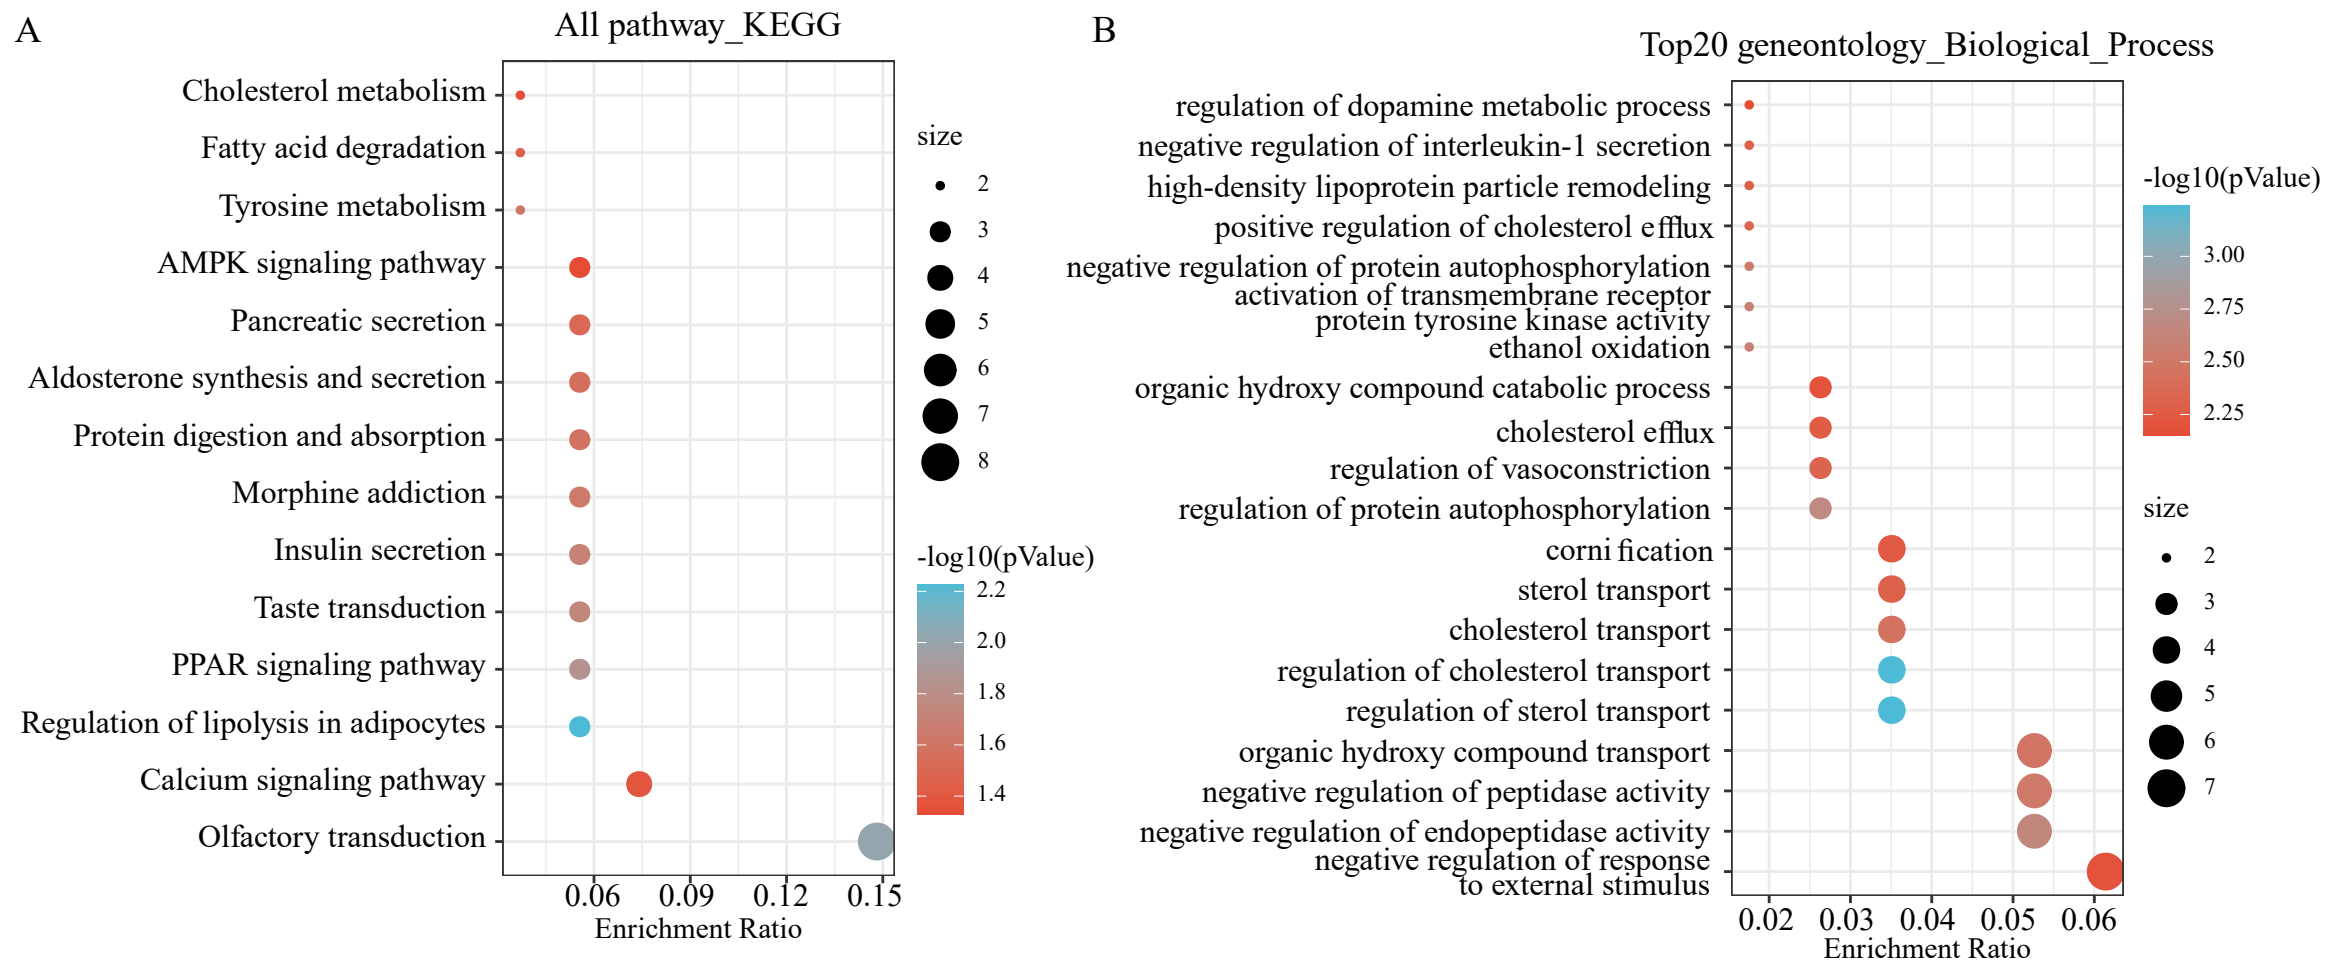 A
All pathway_KEGG
Cholesterol metabolism
Fatty acid degradation
Tyrosine metabolism
AMPK signaling pathway
Pancreatic secretion
Aldosterone synthesis and secretion
Protein digestion and absorption
Morphine addiction
Insulin secretion
Taste transduction
PPAR signaling pathway
Regulation of lipolysis in adipocytes
Calcium signaling pathway
Olfactory transduction
0.06 0.09 0.12 0.15
Enrichment Ratio
size
2
3
4
5
6
7
8
-log10(pValue)
2.2
2.0
1.8
1.6
1.4
B
Top20 geneontology_Biological_Process
regulation of dopamine metabolic process
negative regulation of interleukin-1 secretion
high-density lipoprotein particle remodeling
positive regulation of cholesterol efflux
negative regulation of protein autophosphorylation
activation of transmembrane receptor
protein tyrosine kinase activity
ethanol oxidation
organic hydroxy compound catabolic process
cholesterol efflux
regulation of vasoconstriction
regulation of protein autophosphorylation
cornification
sterol transport
cholesterol transport
regulation of cholesterol transport
regulation of sterol transport
organic hydroxy compound transport
negative regulation of peptidase activity
negative regulation of endopeptidase activity
negative regulation of response
to external stimulus
0.02 0.03 0.04 0.05 0.06
Enrichment Ratio
-log10(pValue)
3.00
2.75
2.50
2.25
size
2
3
4
5
6
7